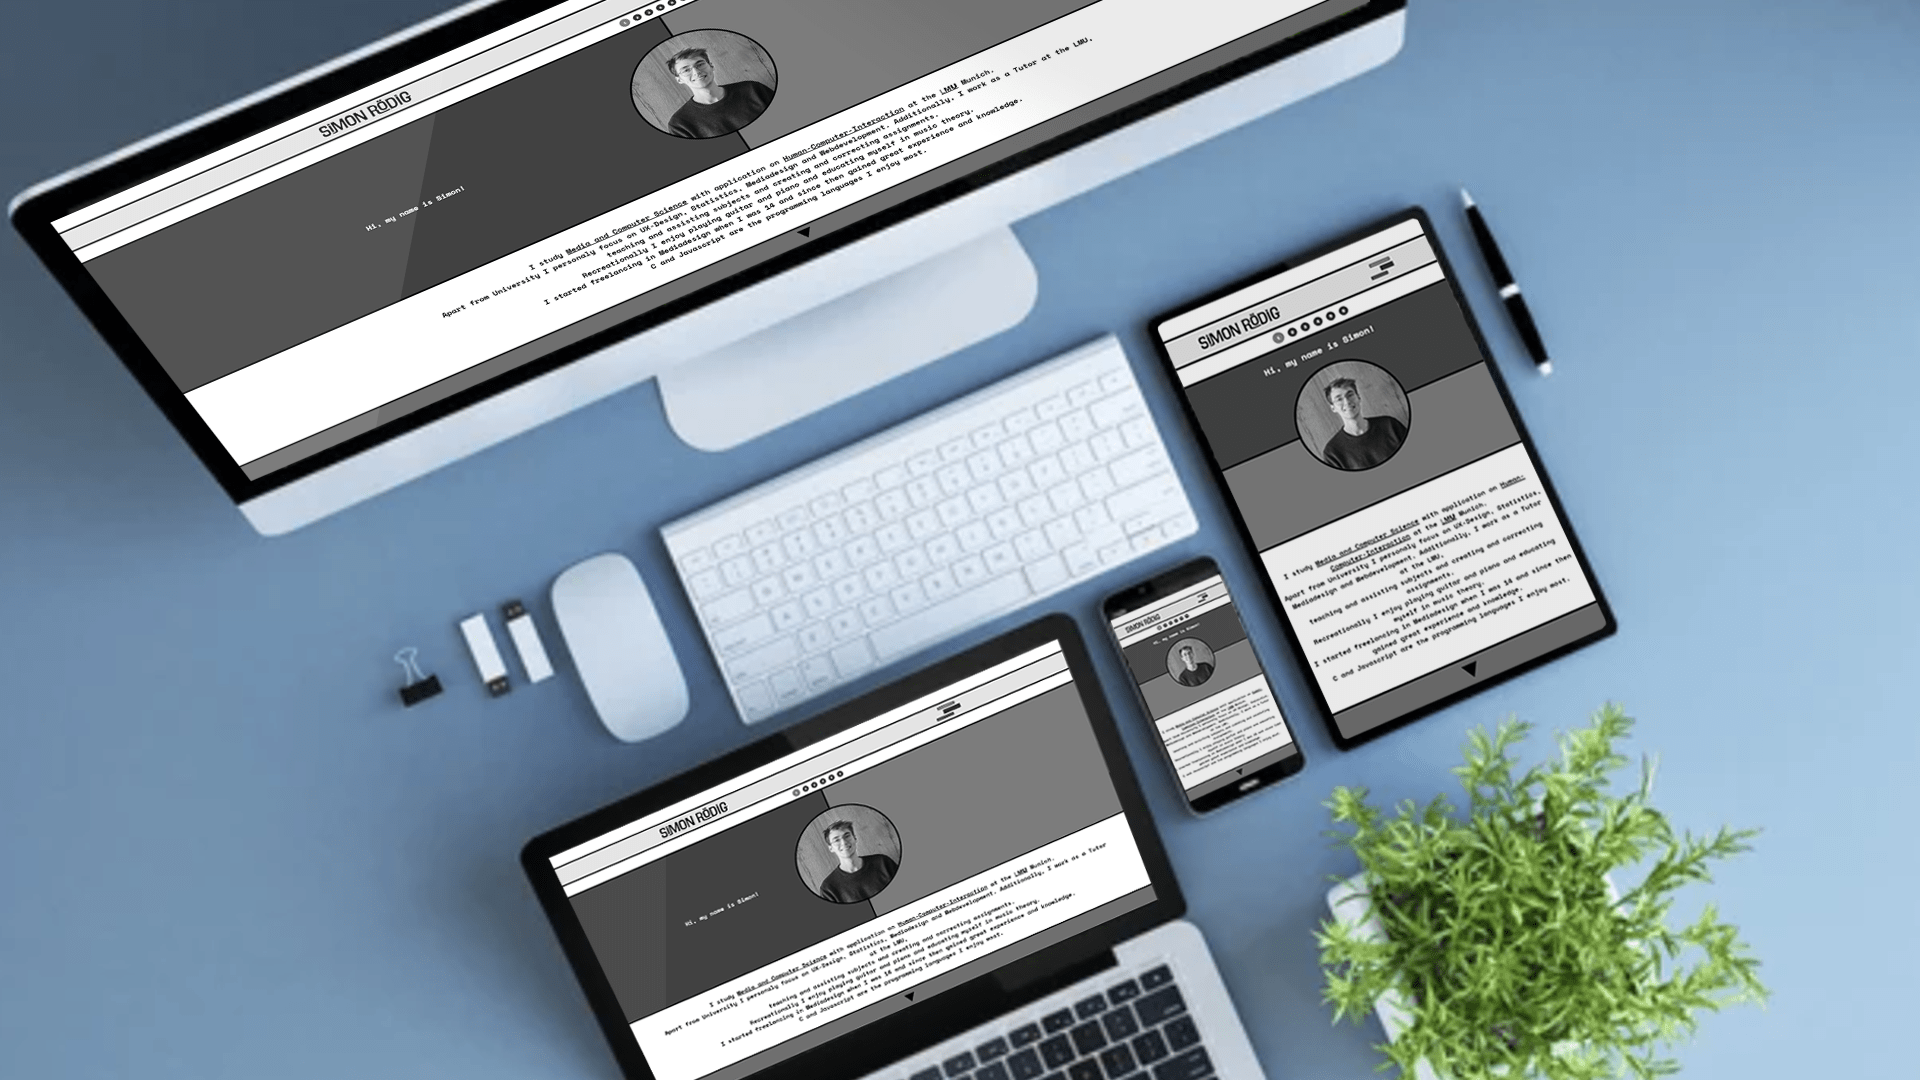 SIMON RÖDIG
Hi, my name is Simon!
I study Media and Computer Science with application on Human-Computer-Interaction at the LMU Munich.
Apart from University I personaly focus on UX-Design, Statistics, Mediadesign and Webdevelopment. Additionally, I work as a Tutor at the LMU,
teaching and assisting subjects and creating and correcting assignments.
Recreationally I enjoy playing guitar and piano and educating myself in music theory.
I started freelancing in Mediadesign when I was 14 and since then gained great experience and knowledge.
C and Javascript are the programming languages I enjoy most.
SIMON RÖDIG
Hi, my name is Simon!
I study Media and Computer Science with application on Human-
Computer-Interaction at the LMU Munich.
Apart from University I personaly focus on UX-Design, Statistics,
Mediadesign and Webdevelopment. Additionally, I work as a Tutor
at the LMU,
teaching and assisting subjects and creating and correcting
assignments.
Recreationally I enjoy playing guitar and piano and educating
myself in music theory.
I started freelancing in Mediadesign when I was 14 and since then
gained great experience and knowledge.
C and Javascript are the programming languages I enjoy most.
SIMON RÖDIG
Hi, my name is Simon!
SIMON RÖDIG
Hi, my name is Simon!
I study Media and Computer Science with application on Human-Computer-Interaction at the LMU Munich.
Apart from University I personaly focus on UX-Design, Statistics, Mediadesign and Webdevelopment. Additionally, I work as a Tutor
at the LMU,
teaching and assisting subjects and creating and correcting assignments.
Recreationally I enjoy playing guitar and piano and educating myself in music theory.
I started freelancing in Mediadesign when I was 14 and since then gained great experience and knowledge.
C and Javascript are the programming languages I enjoy most.